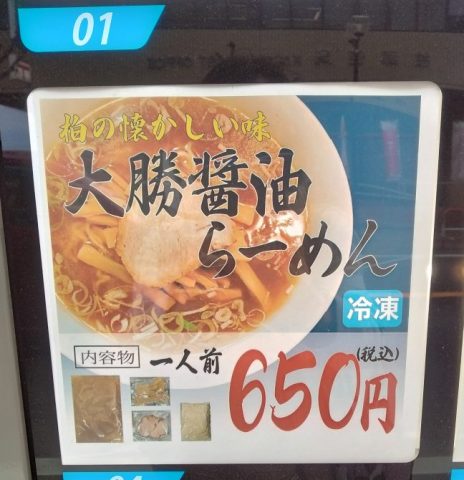 01
柏の懐かしい味
大勝醤油
らーめん
冷凍
内容物 一人前
650円
(税込)